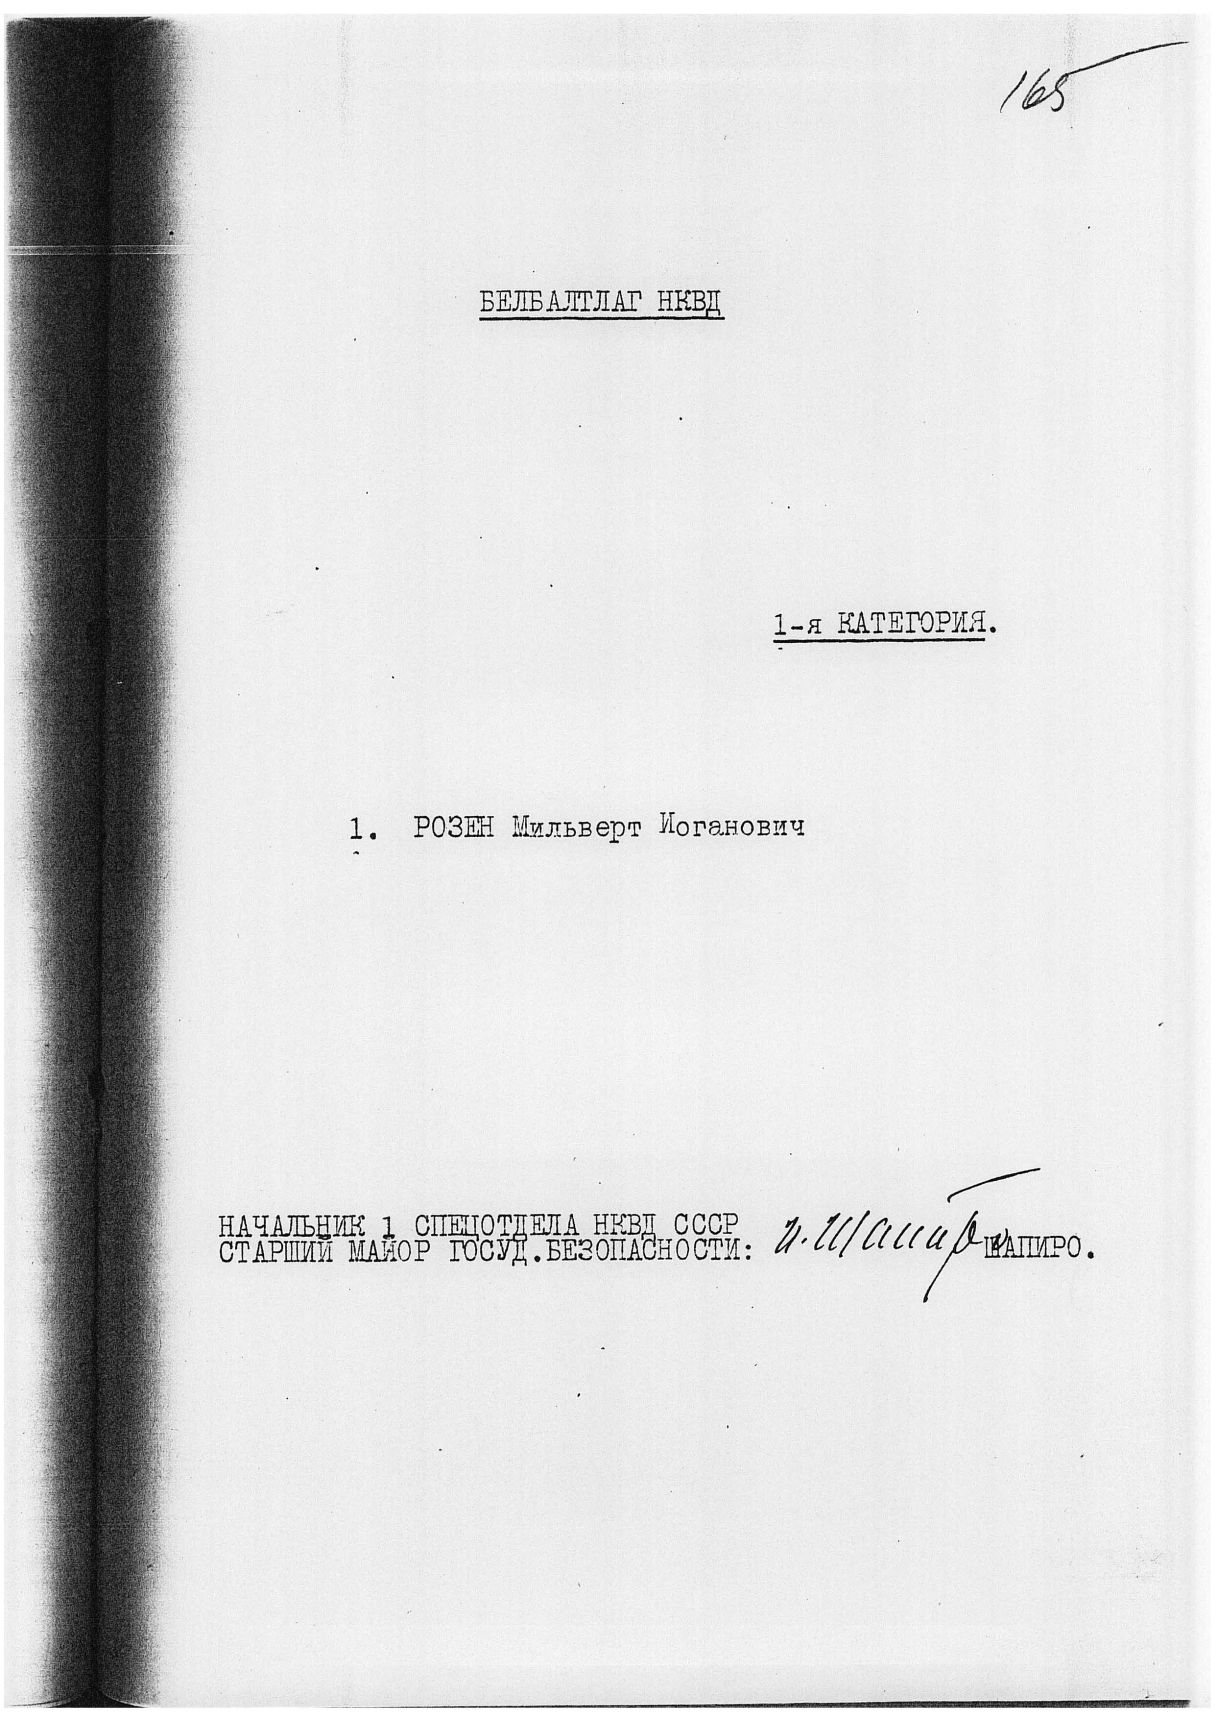 165
БЕЛБАЛТЛАГ НКВД
1-я КАТЕГОРИЯ.
1. РОЗЕН Мильверт Иоганович
НАЧАЛЬНИК 1 СПЕЦОТДЕЛА НКВД СССР
СТАРШИЙ МАЙОР ГОСУД.БЕЗОПАСНОСТИ: И. Шапиро ШАПИРО.